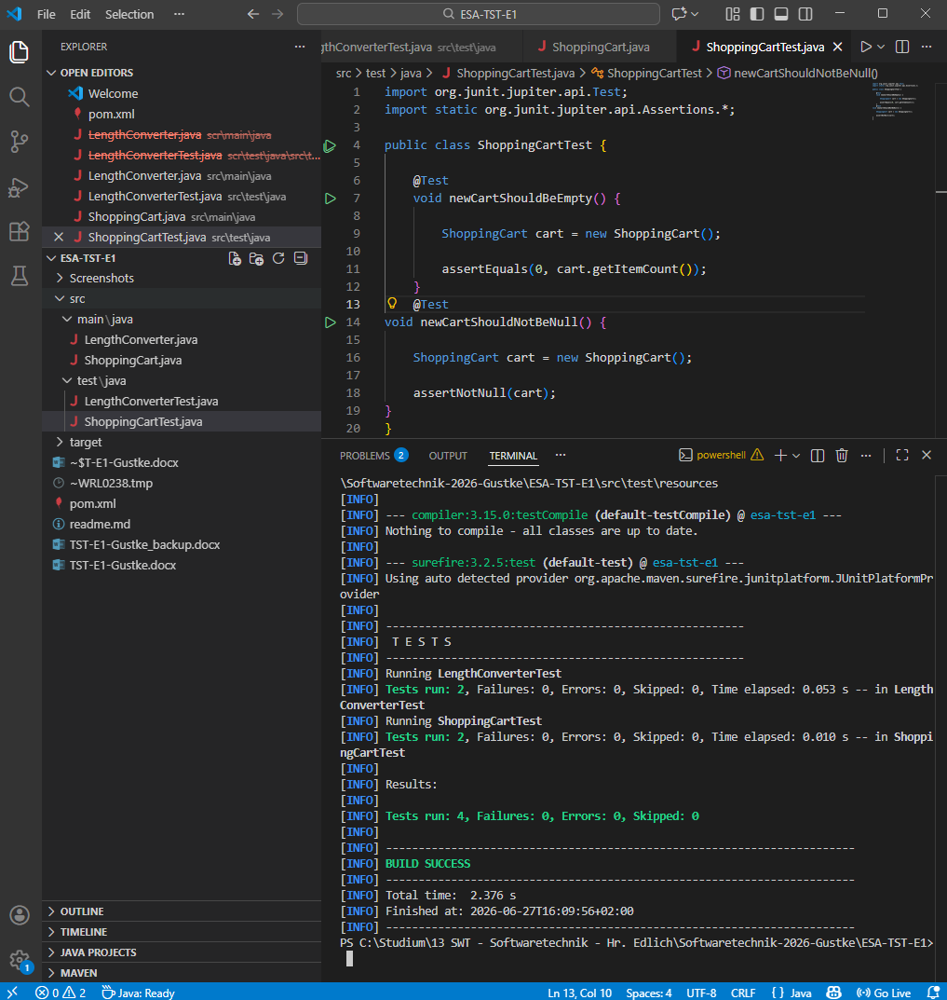 File Edit Selection ··· ESA-TST-E1
EXPLORER ···
OPEN EDITORS
Welcome
pom.xml
LengthConverter.java scr\main\java
LengthConverterTest.java scr\test\java\src\t...
LengthConverter.java src\main\java
LengthConverterTest.java src\test\java
ShoppingCart.java src\main\java
ShoppingCartTest.java src\test\java
ESA-TST-E1
Screenshots
src
main\java
LengthConverter.java
ShoppingCart.java
test\java
LengthConverterTest.java
ShoppingCartTest.java
target
~$T-E1-Gustke.docx
~WRL0238.tmp
pom.xml
readme.md
TST-E1-Gustke_backup.docx
TST-E1-Gustke.docx
OUTLINE
TIMELINE
JAVA PROJECTS
MAVEN
gthConverterTest.java src\test\java ShoppingCart.java ShoppingCartTest.java
src > test > java > ShoppingCartTest.java > ShoppingCartTest > newCartShouldNotBeNull()
1 import org.junit.jupiter.api.Test;
2 import static org.junit.jupiter.api.Assertions.*;
3
4 public class ShoppingCartTest {
5
6 @Test
7 void newCartShouldBeEmpty() {
8
9 ShoppingCart cart = new ShoppingCart();
10
11 assertEquals(0, cart.getItemCount());
12 }
13 @Test
14 void newCartShouldNotBeNull() {
15
16 ShoppingCart cart = new ShoppingCart();
17
18 assertNotNull(cart);
19 }
20 }
PROBLEMS 2 OUTPUT TERMINAL ··· powershell
\Softwaretechnik-2026-Gustke\ESA-TST-E1\src\test\resources
[INFO]
[INFO] --- compiler:3.15.0:testCompile (default-testCompile) @ esa-tst-e1 ---
[INFO] Nothing to compile - all classes are up to date.
[INFO]
[INFO] --- surefire:3.2.5:test (default-test) @ esa-tst-e1 ---
[INFO] Using auto detected provider org.apache.maven.surefire.junitplatform.JUnitPlatformPr
ovider
[INFO]
[INFO] -------------------------------------------------------
[INFO]  T E S T S
[INFO] -------------------------------------------------------
[INFO] Running LengthConverterTest
[INFO] Tests run: 2, Failures: 0, Errors: 0, Skipped: 0, Time elapsed: 0.053 s -- in Length
ConverterTest
[INFO] Running ShoppingCartTest
[INFO] Tests run: 2, Failures: 0, Errors: 0, Skipped: 0, Time elapsed: 0.010 s -- in Shoppi
ngCartTest
[INFO]
[INFO] Results:
[INFO]
[INFO] Tests run: 4, Failures: 0, Errors: 0, Skipped: 0
[INFO]
[INFO] ------------------------------------------------------------------------
[INFO] BUILD SUCCESS
[INFO] ------------------------------------------------------------------------
[INFO] Total time:  2.376 s
[INFO] Finished at: 2026-06-27T16:09:56+02:00
[INFO] ------------------------------------------------------------------------
PS C:\Studium\13 SWT - Softwaretechnik - Hr. Edlich\Softwaretechnik-2026-Gustke\ESA-TST-E1>
1
0 2 Java: Ready Ln 13, Col 10 Spaces: 4 UTF-8 CRLF { } Java Go Live